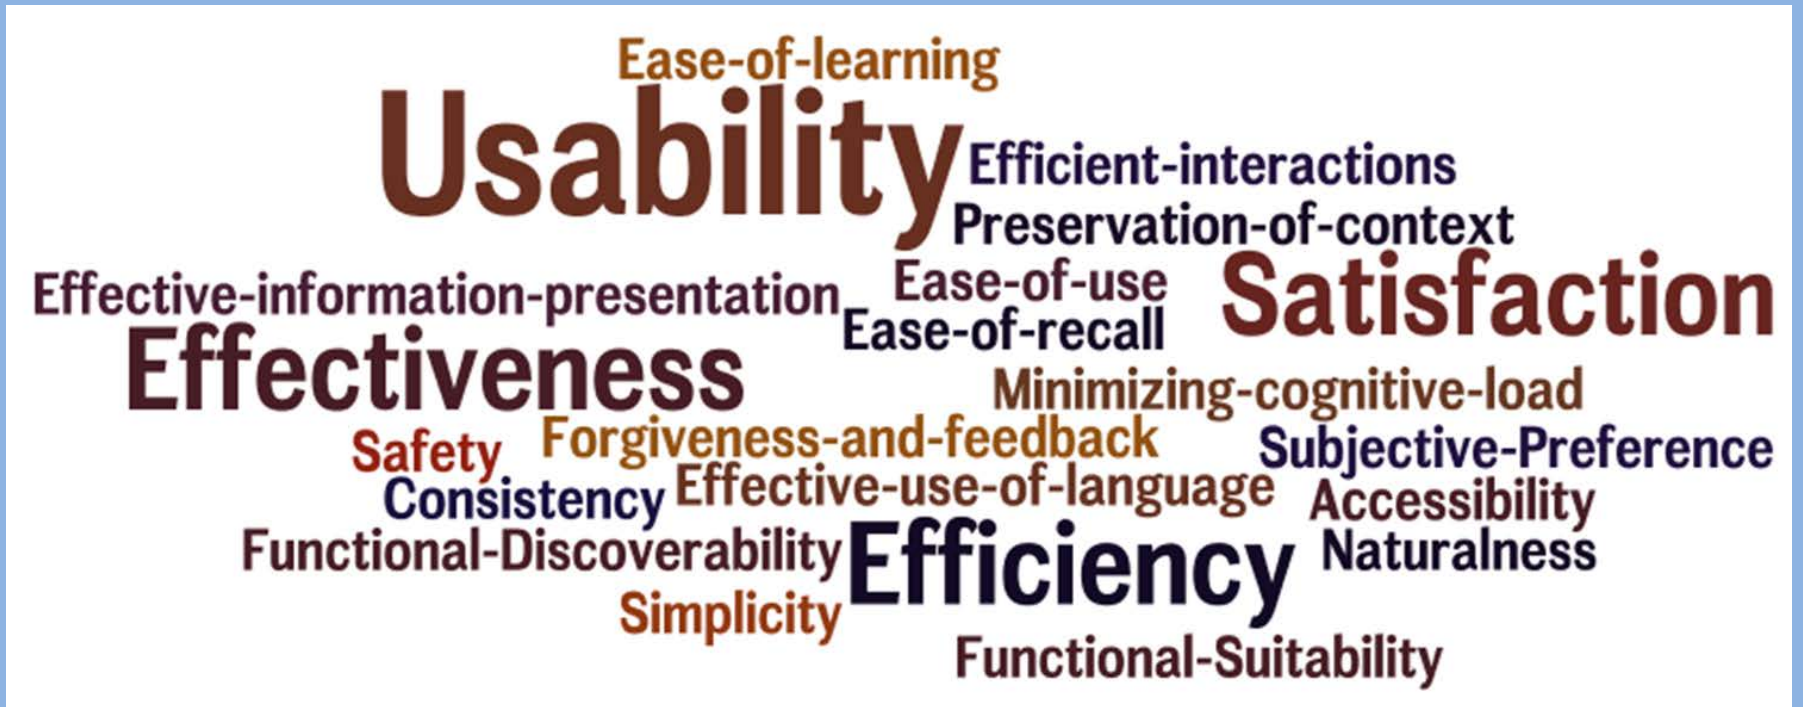 Ease-of-learning
Usability
Efficient-interactions
Preservation-of-context
Effective-information-presentation
Ease-of-use
Satisfaction
Ease-of-recall
Effectiveness
Minimizing-cognitive-load
Safety
Forgiveness-and-feedback
Subjective-Preference
Consistency
Effective-use-of-language
Accessibility
Functional-Discoverability
Efficiency
Naturalness
Simplicity
Functional-Suitability